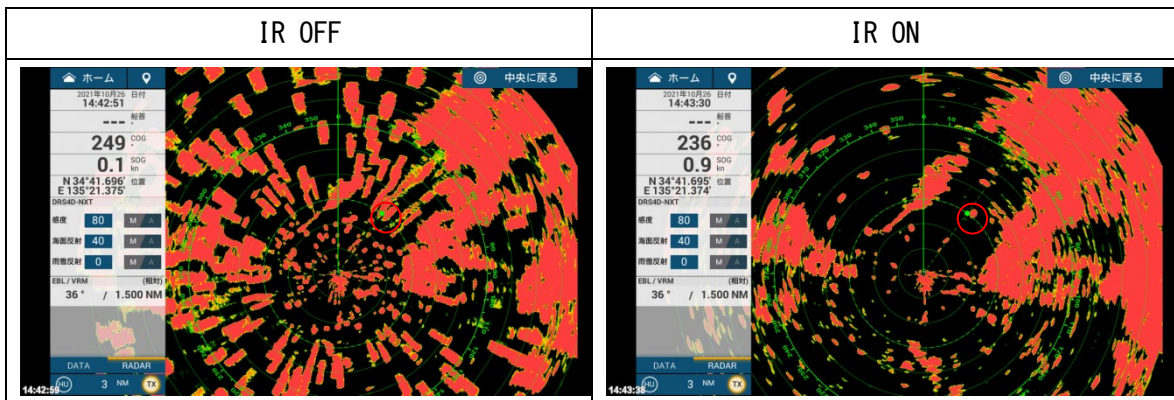 IR OFF
IR ON
ホーム
中央に戻る
2021年10月26 日付
14:42:51
--- 船首 °
249 COG °
0.1 SOG kn
N 34°41.696' 位置
E 135°21.375'
DRS4D-NXT
感度 80 M A
海面反射 40 M A
雨雪反射 0 M A
EBL / VRM (相対)
36 ° / 1.500 NM
DATA RADAR
14:42:59 HU 3 NM TX
330 340 350
ホーム
中央に戻る
2021年10月26 日付
14:43:30
--- 船首 °
236 COG °
0.9 SOG kn
N 34°41.695' 位置
E 135°21.374'
DRS4D-NXT
感度 80 M A
海面反射 40 M A
雨雪反射 0 M A
EBL / VRM (相対)
36 ° / 1.500 NM
DATA RADAR
14:43:38 HU 3 NM TX
330 340 350 10